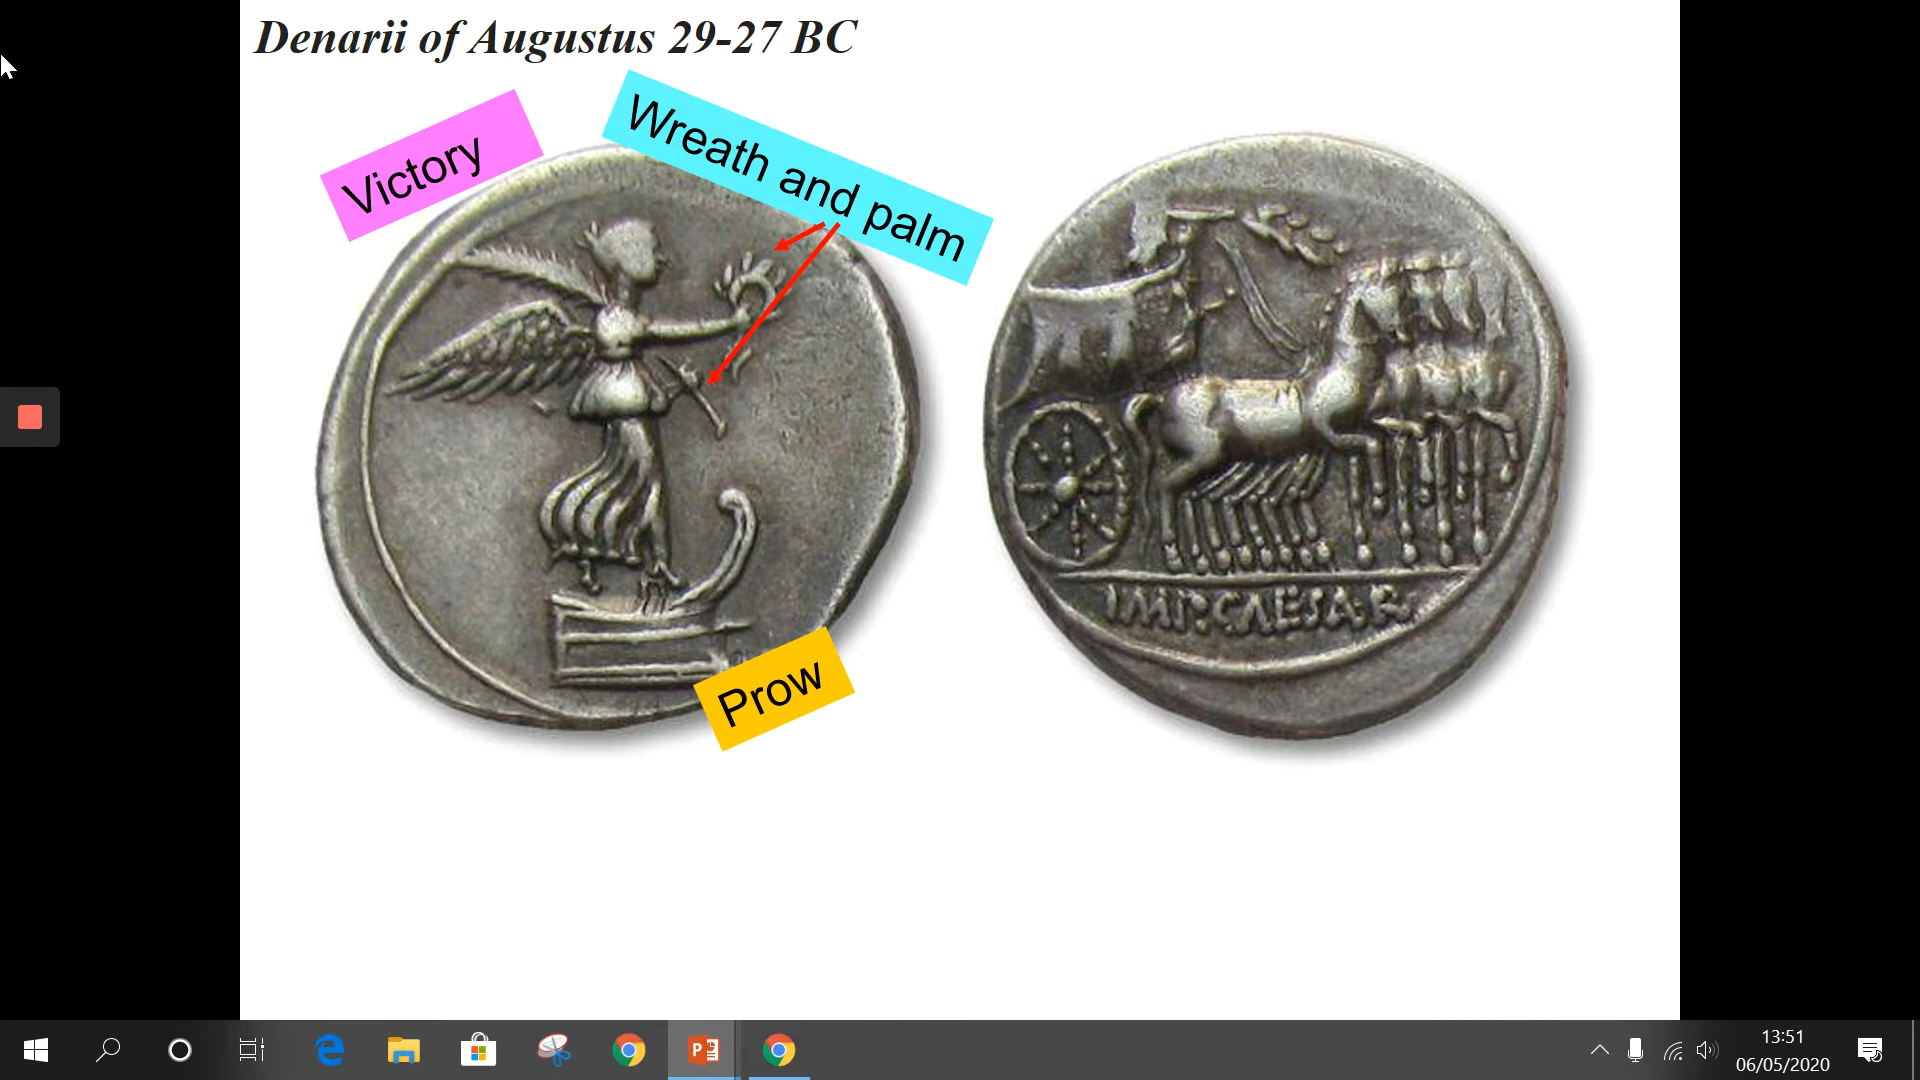 Denarii of Augustus 29-27 BC
Victory
Wreath and palm
Prow
IMP.CAESAR
13:51
06/05/2020